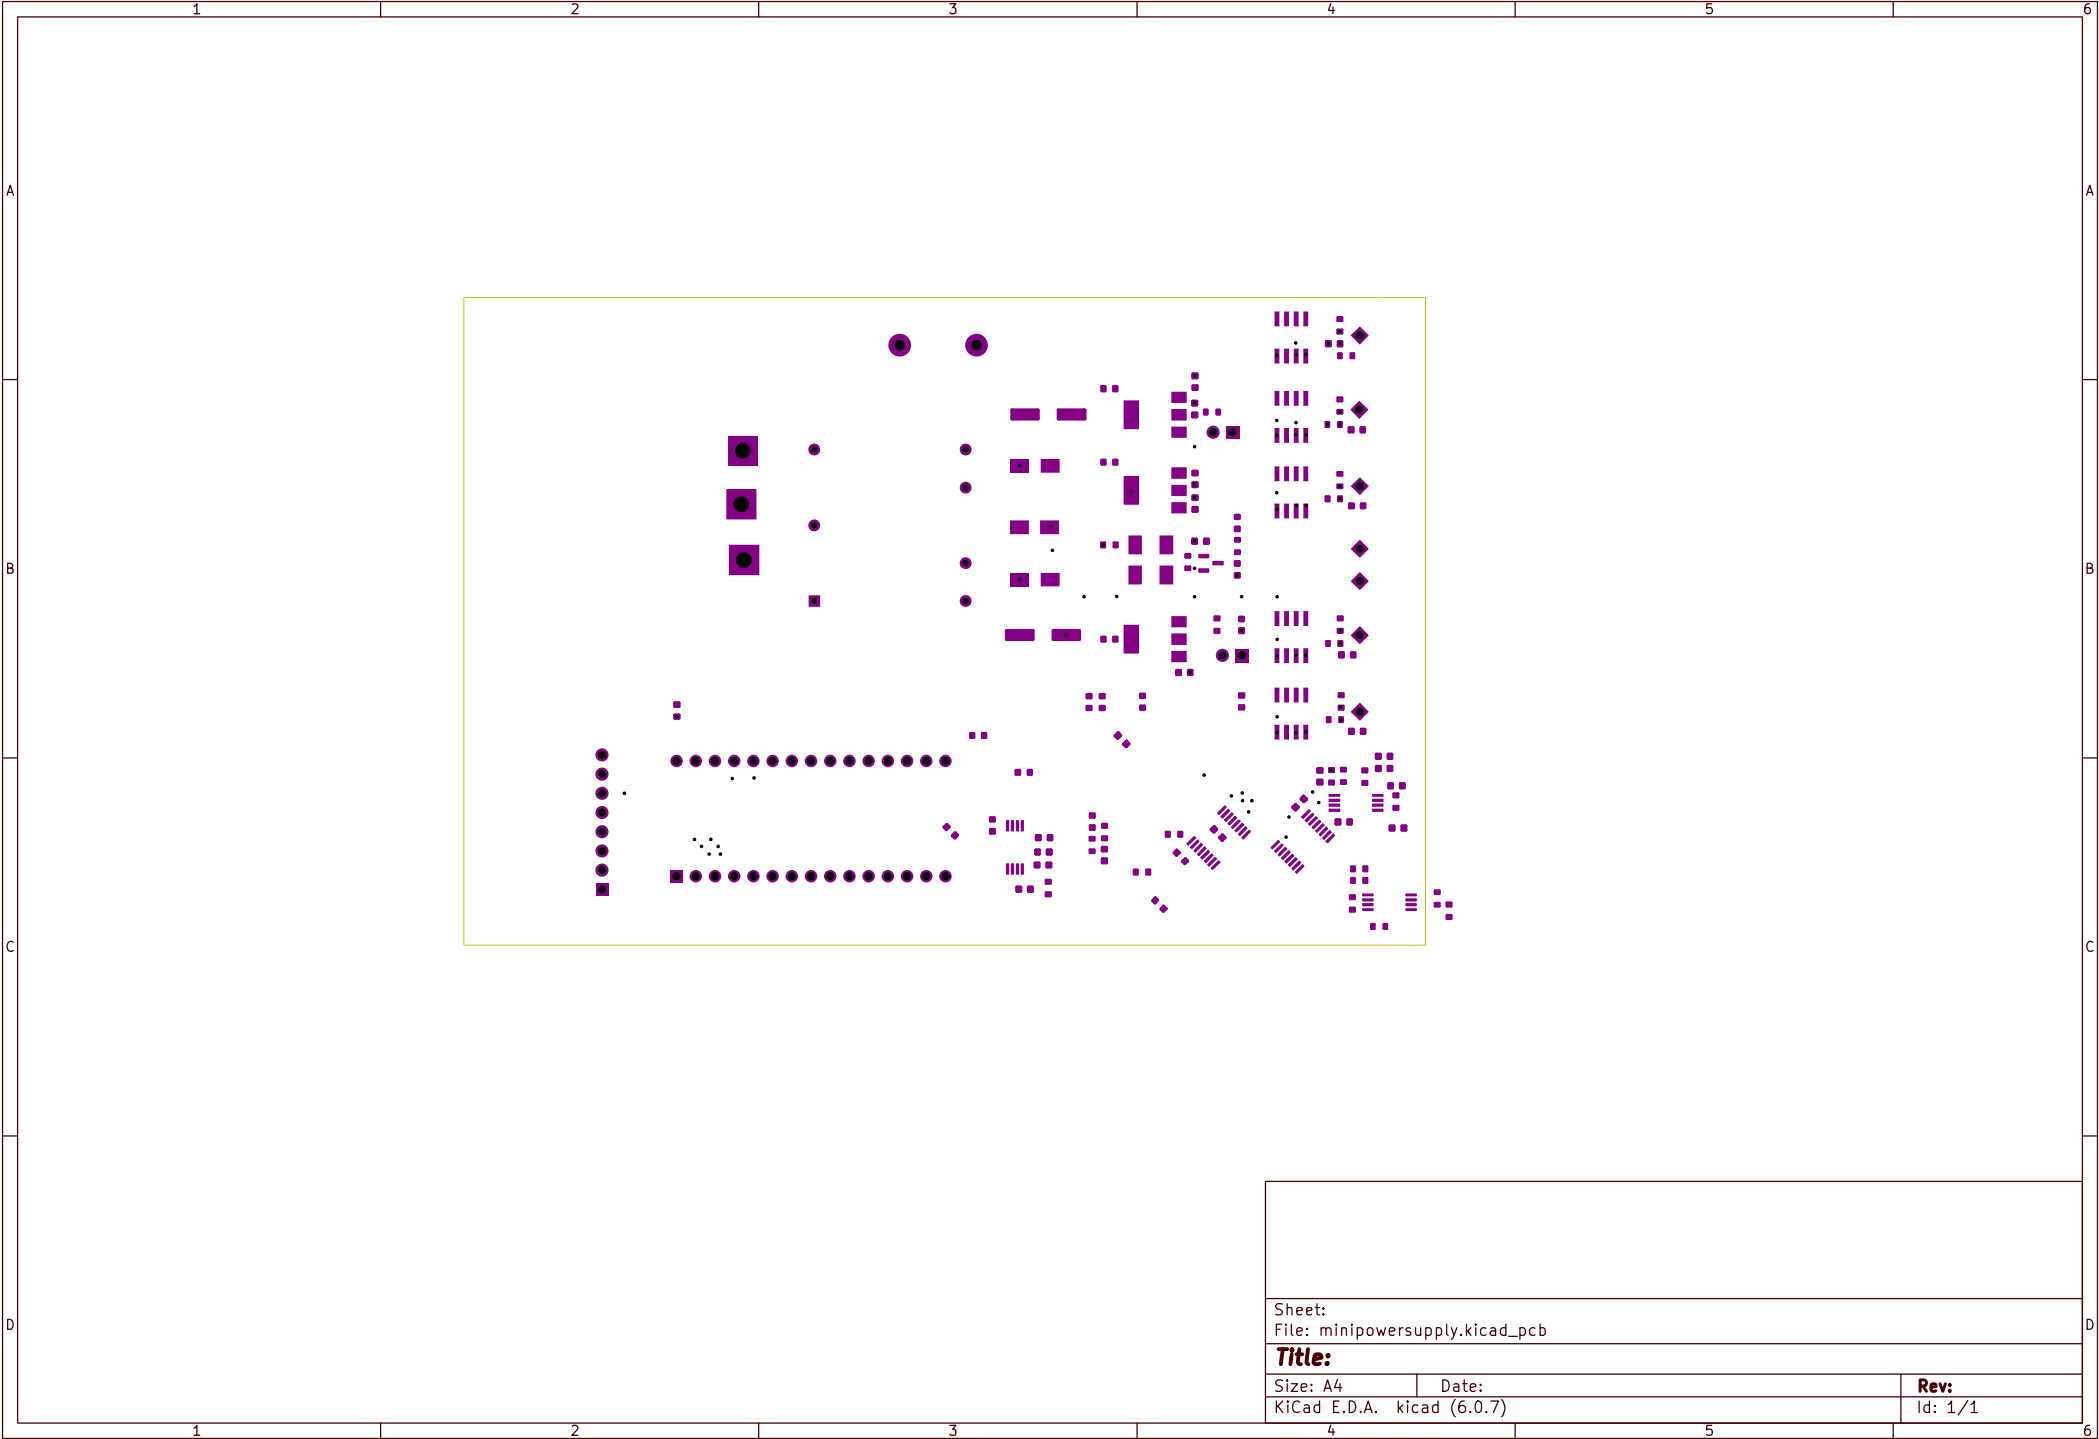 1 2 3 4 5 6
A A
B B
C C
D D
Sheet:
File: minipowersupply.kicad_pcb
Title:
Size: A4 Date: Rev:
KiCad E.D.A. kicad (6.0.7) Id: 1/1
1 2 3 4 5 6